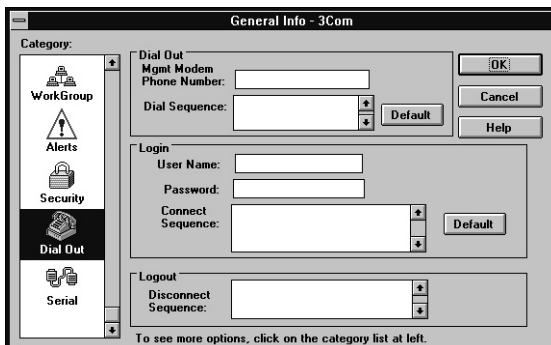 General Info - 3Com
Category:
WorkGroup
Alerts
Security
Dial Out
Serial
Dial Out
Mgmt Modem
Phone Number:
Dial Sequence:
Default
Login
User Name:
Password:
Connect
Sequence:
Default
Logout
Disconnect
Sequence:
To see more options, click on the category list at left.
OK
Cancel
Help